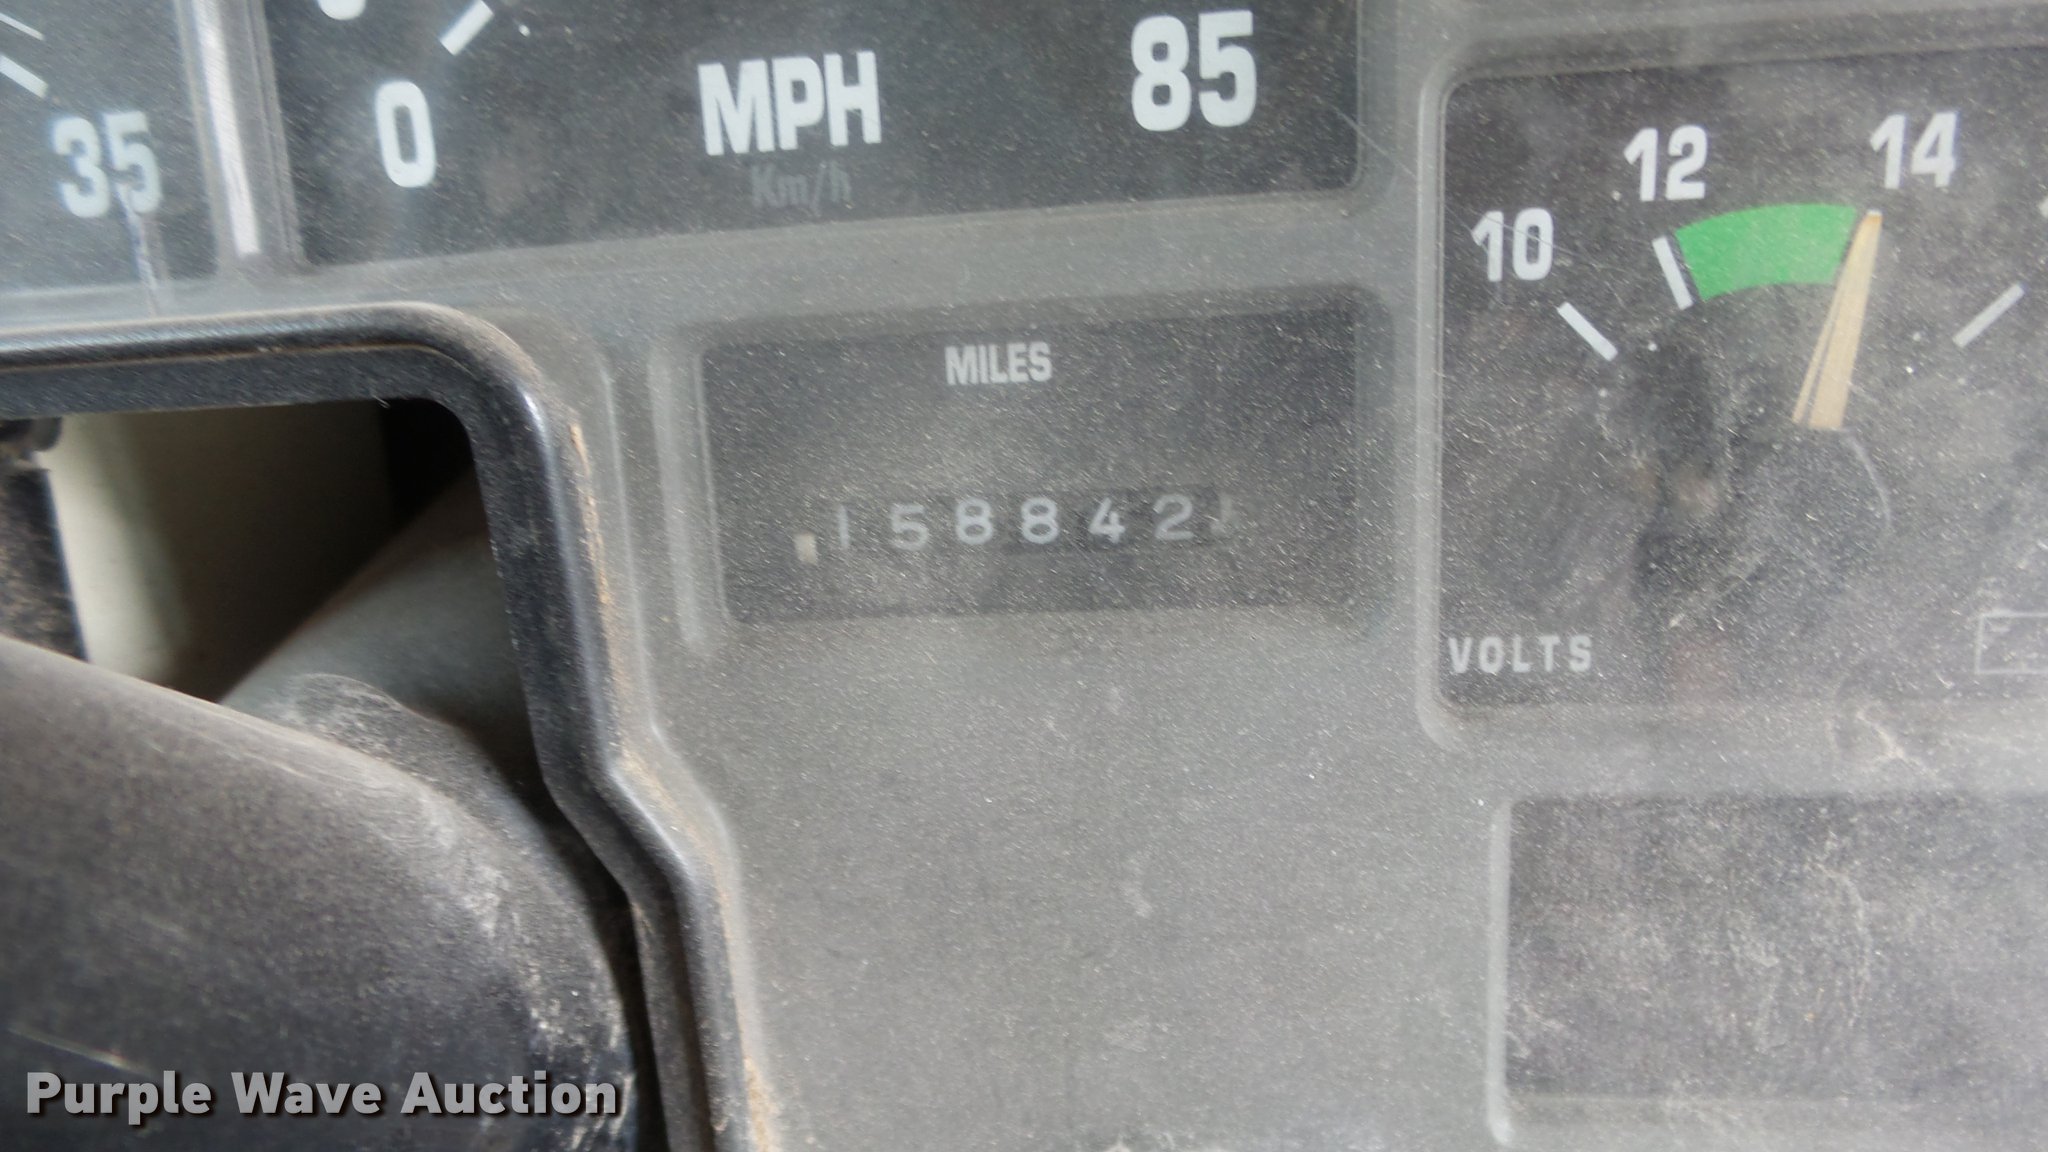 35
0
MPH
85
Km/h
10
12
14
MILES
158842
VOLTS
Purple Wave Auction